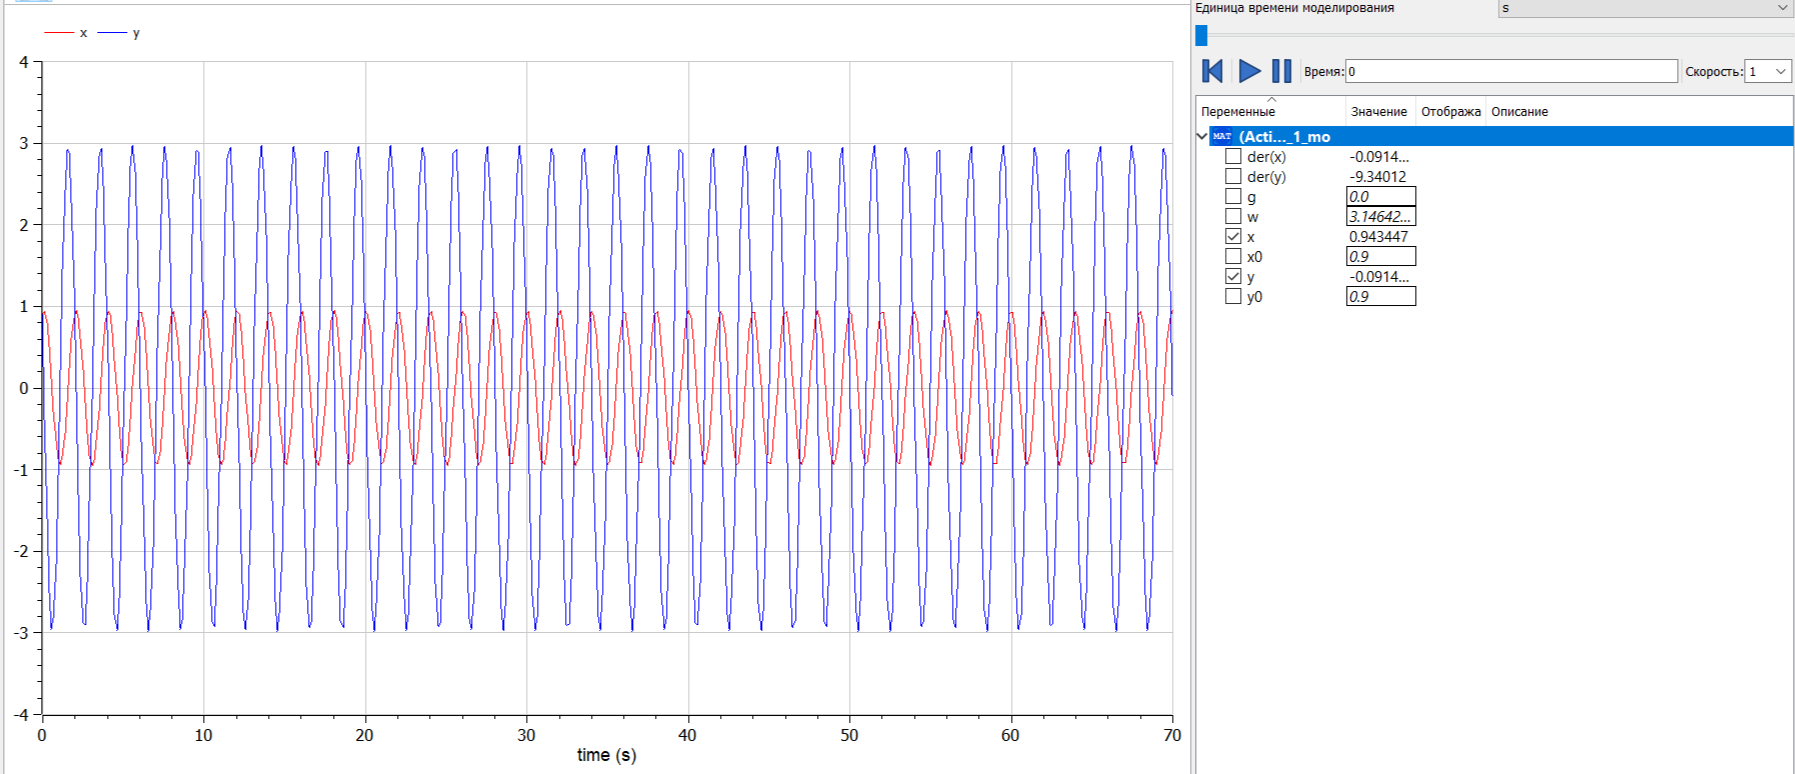 Единица времени моделирования s
x y
Время: 0 Скорость: 1
Переменные Значение Отобража Описание
MAT (Acti..._1_mo
der(x) -0.0914...
der(y) -9.34012
g 0.0
w 3.14642...
x 0.943447
x0 0.9
y -0.0914...
y0 0.9
4
3
2
1
0
-1
-2
-3
-4
0 10 20 30 40 50 60 70
time (s)